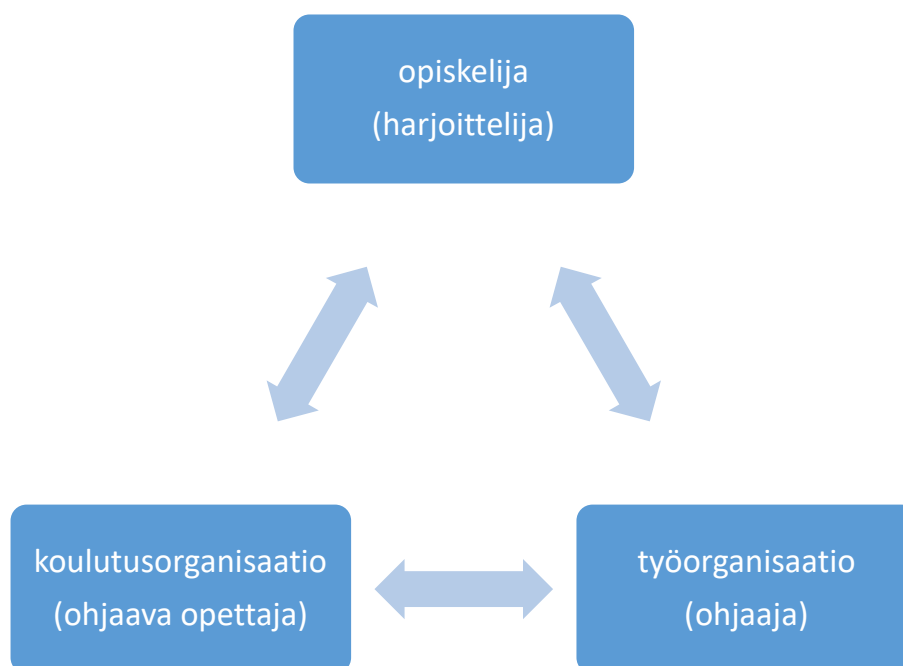 opiskelija
(harjoittelija)
koulutusorganisaatio
(ohjaava opettaja)
työorganisaatio
(ohjaaja)